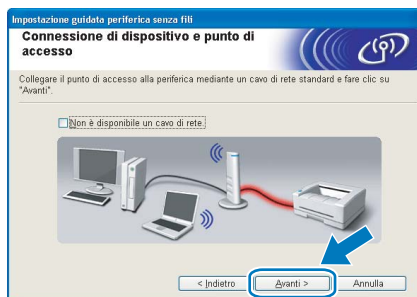 Impostazione guidata periferica senza fili
Connessione di dispositivo e punto di
accesso
Collegare il punto di accesso alla periferica mediante un cavo di rete standard e fare clic su
"Avanti".
Non è disponibile un cavo di rete.
< Indietro
Avanti >
Annulla